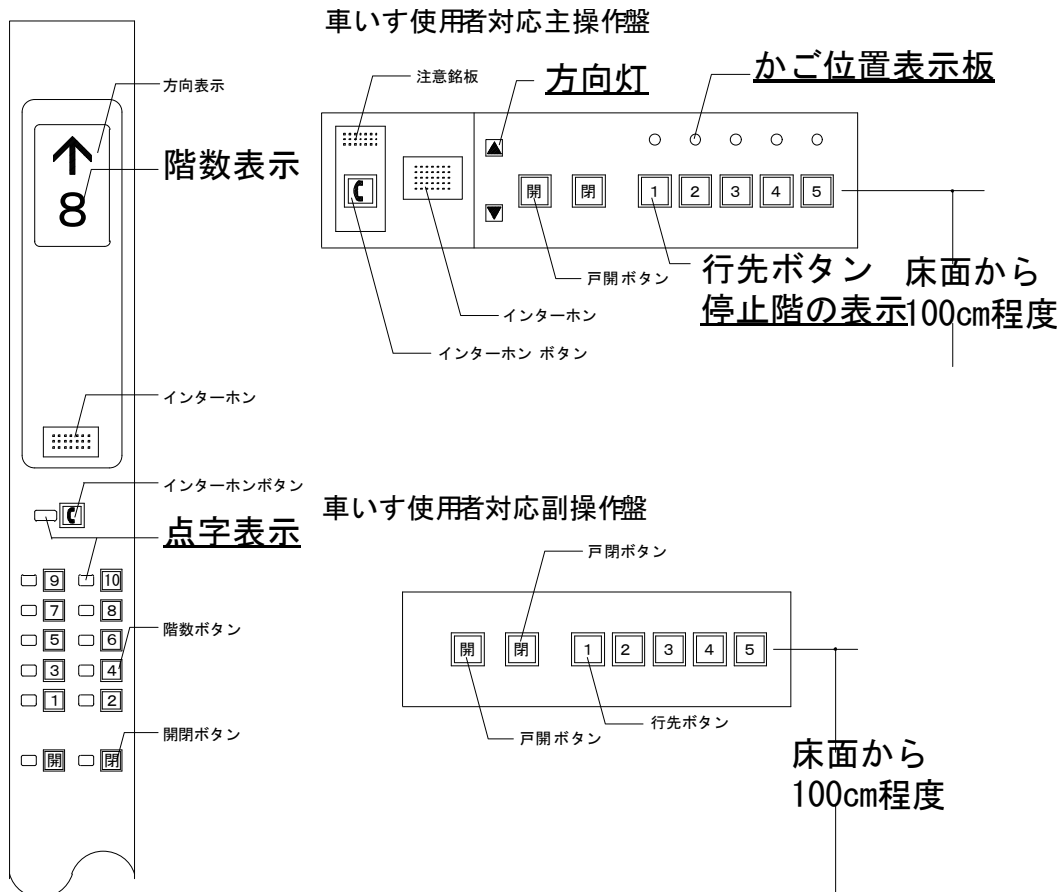 方向表示
↑
8
階数表示
インターホン
インターホンボタン
点字表示
9 10
7 8
5 6
3 4
1 2
階数ボタン
開 閉
開閉ボタン
車いす使用者対応主操作盤
注意銘板
方向灯
かご位置表示板
▲
開 閉 1 2 3 4 5
▼
戸開ボタン
行先ボタン
停止階の表示
床面から
100cm程度
インターホン
インターホン ボタン
車いす使用者対応副操作盤
戸閉ボタン
開 閉 1 2 3 4 5
戸開ボタン
行先ボタン
床面から
100cm程度